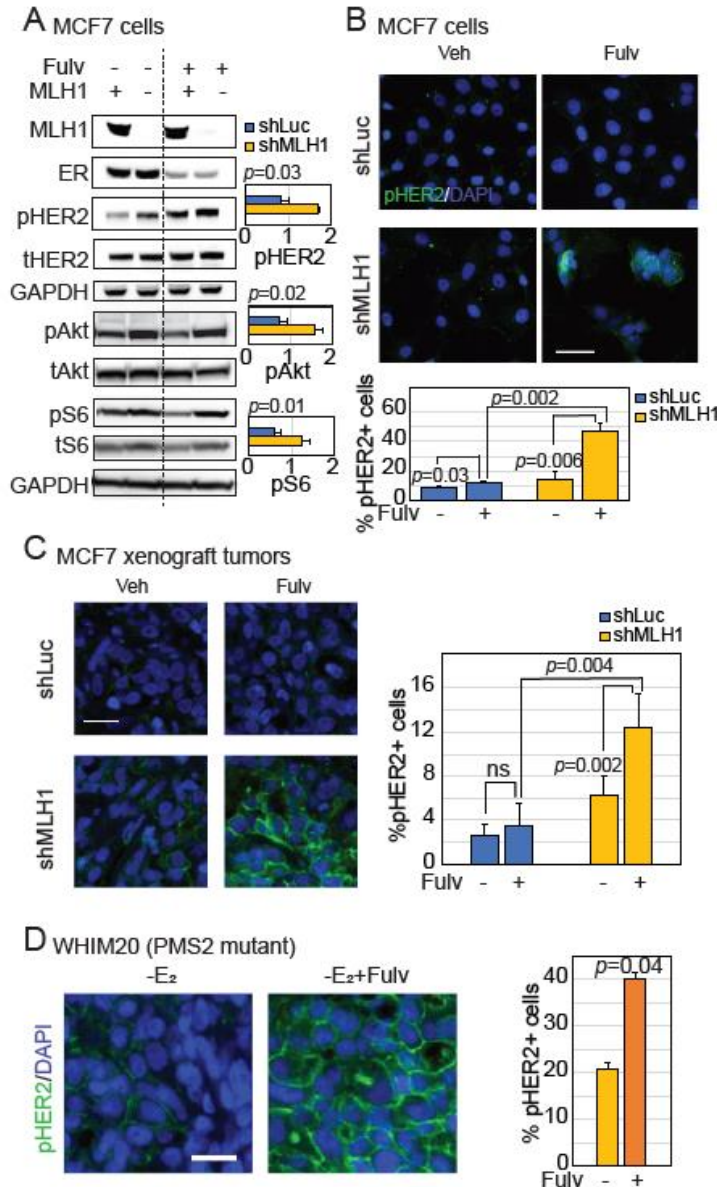 A MCF7 cells
Fulv - - + +
MLH1 + - + -
MLH1
ER
pHER2
tHER2
GAPDH
pAkt
tAkt
pS6
tS6
GAPDH
shLuc
shMLH1
p=0.03
0 1 2
pHER2
p=0.02
0 1 2
pAkt
p=0.01
0 1 2
pS6
B MCF7 cells
Veh Fulv
shLuc
pHER2/DAPI
shMLH1
% pHER2+ cells
60
40
20
0
p=0.002
p=0.03
p=0.006
shLuc
shMLH1
Fulv - + - +
C MCF7 xenograft tumors
Veh Fulv
shLuc
shMLH1
shLuc
shMLH1
%pHER2+ cells
16
12
8
4
0
p=0.004
ns
p=0.002
Fulv - + - +
D WHIM20 (PMS2 mutant)
-E₂ -E₂+Fulv
pHER2/DAPI
% pHER2+ cells
40
20
0
p=0.04
Fulv - +